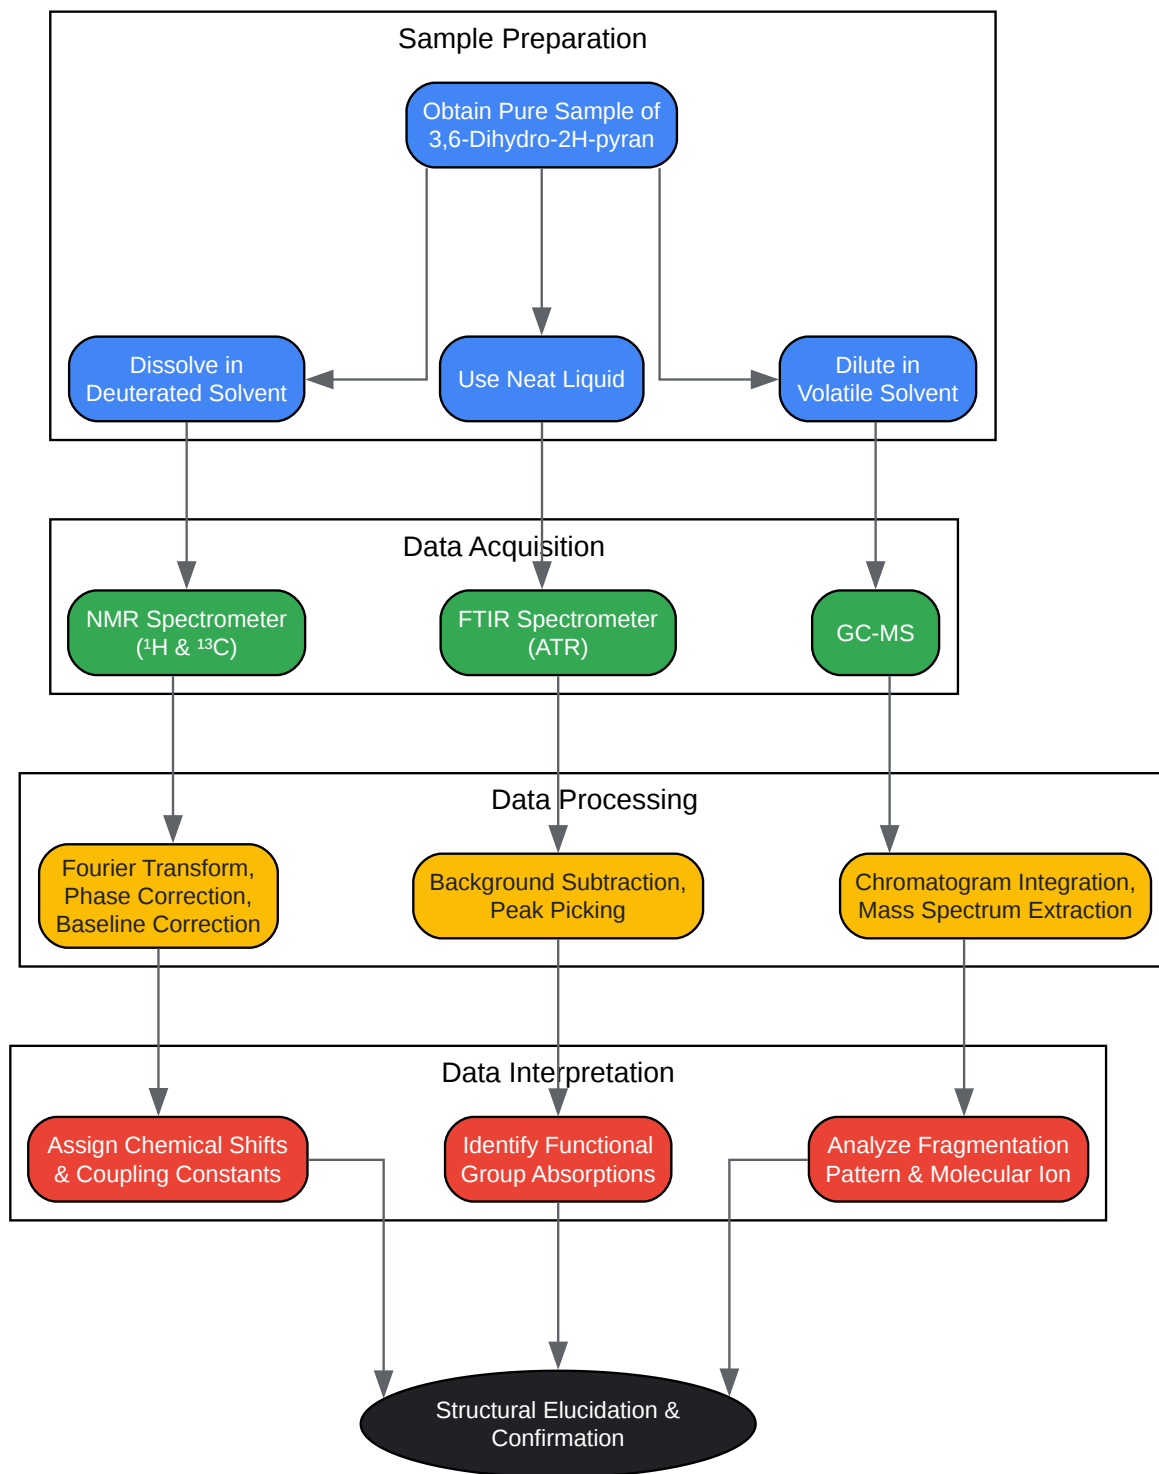 Sample Preparation
Obtain Pure Sample of
3,6-Dihydro-2H-pyran
Dissolve in
Deuterated Solvent
Use Neat Liquid
Dilute in
Volatile Solvent
Data Acquisition
NMR Spectrometer
(¹H & ¹³C)
FTIR Spectrometer
(ATR)
GC-MS
Data Processing
Fourier Transform,
Phase Correction,
Baseline Correction
Background Subtraction,
Peak Picking
Chromatogram Integration,
Mass Spectrum Extraction
Data Interpretation
Assign Chemical Shifts
& Coupling Constants
Identify Functional
Group Absorptions
Analyze Fragmentation
Pattern & Molecular Ion
Structural Elucidation &
Confirmation